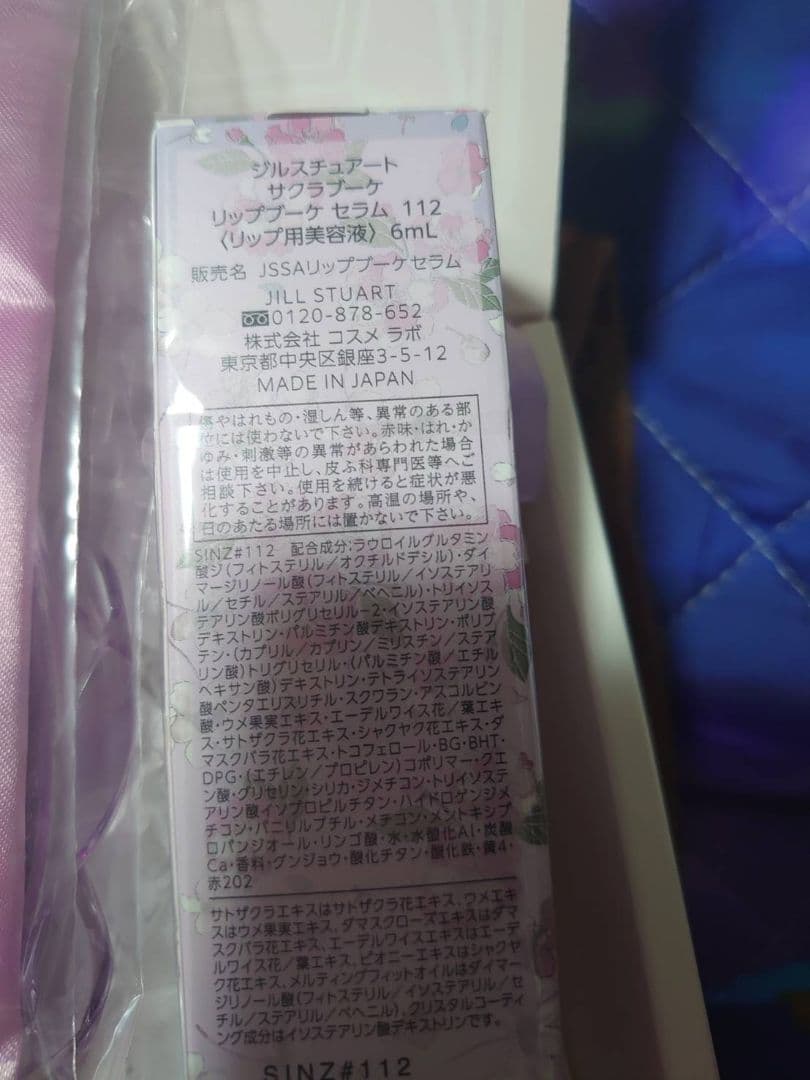 ジルスチュアート
サクラブーケ
リップブーケ セラム 112
〈リップ用美容液〉 6mL
販売名 JSSAリップブーケセラム
JILL STUART
0120-878-652
株式会社 コスメ ラボ
東京都中央区銀座3-5-12
MADE IN JAPAN
傷やはれもの・湿しん等、異常のある部
位には使わないで下さい。赤味・はれ・か
ゆみ・刺激等の異常があらわれた場合
は使用を中止し、皮ふ科専門医等へご
相談下さい。使用を続けると症状が悪
化することがあります。高温の場所や、
日のあたる場所には置かないで下さい。
SINZ#112 配合成分:ラウロイルグルタミン
酸ジ(フィトステリル/オクチルドデシル)・ダイ
マージリノール酸(フィトステリル/イソステアリ
ル/セチル/ステアリル/ベヘニル)・トリイソス
テアリン酸ポリグリセリル-2・イソステアリン酸
デキストリン・パルミチン酸デキストリン・ポリブ
テン・(カプリル/カプリン/ミリスチン/ステア
リン酸)トリグリセリル・(パルミチン酸/エチル
ヘキサン酸)デキストリン・テトライソステアリン
酸ペンタエリスリチル・スクワラン・アスコルビン
酸・ウメ果実エキス・エーデルワイス花/葉エキ
ス・サトザクラ花エキス・シャクヤク花エキス・ダ
マスクバラ花エキス・トコフェロール・BG・BHT・
DPG・(エチレン/プロピレン)コポリマー・クエ
ン酸・グリセリン・シリカ・ジメチコン・トリイソステ
アリン酸イソプロピルチタン・ハイドロゲンジメ
チコン・バニリルブチル・メチコン・メントキシプ
ロパンジオール・リンゴ酸・水・水酸化Al・炭酸
Ca・香料・グンジョウ・酸化チタン・酸化鉄・黄4・
赤202
サトザクラエキスはサトザクラ花エキス、ウメエキ
スはウメ果実エキス、ダマスクローズエキスはダマ
スクバラ花エキス、エーデルワイスエキスはエーデ
ルワイス花/葉エキス、ピオニーエキスはシャクヤ
ク花エキス、メルティングフィットオイルはダイマー
ジリノール酸(フィトステリル/イソステアリル/セ
チル/ステアリル/ベヘニル)、クリスタルコーティ
ング成分はイソステアリン酸デキストリンです。
SINZ#112